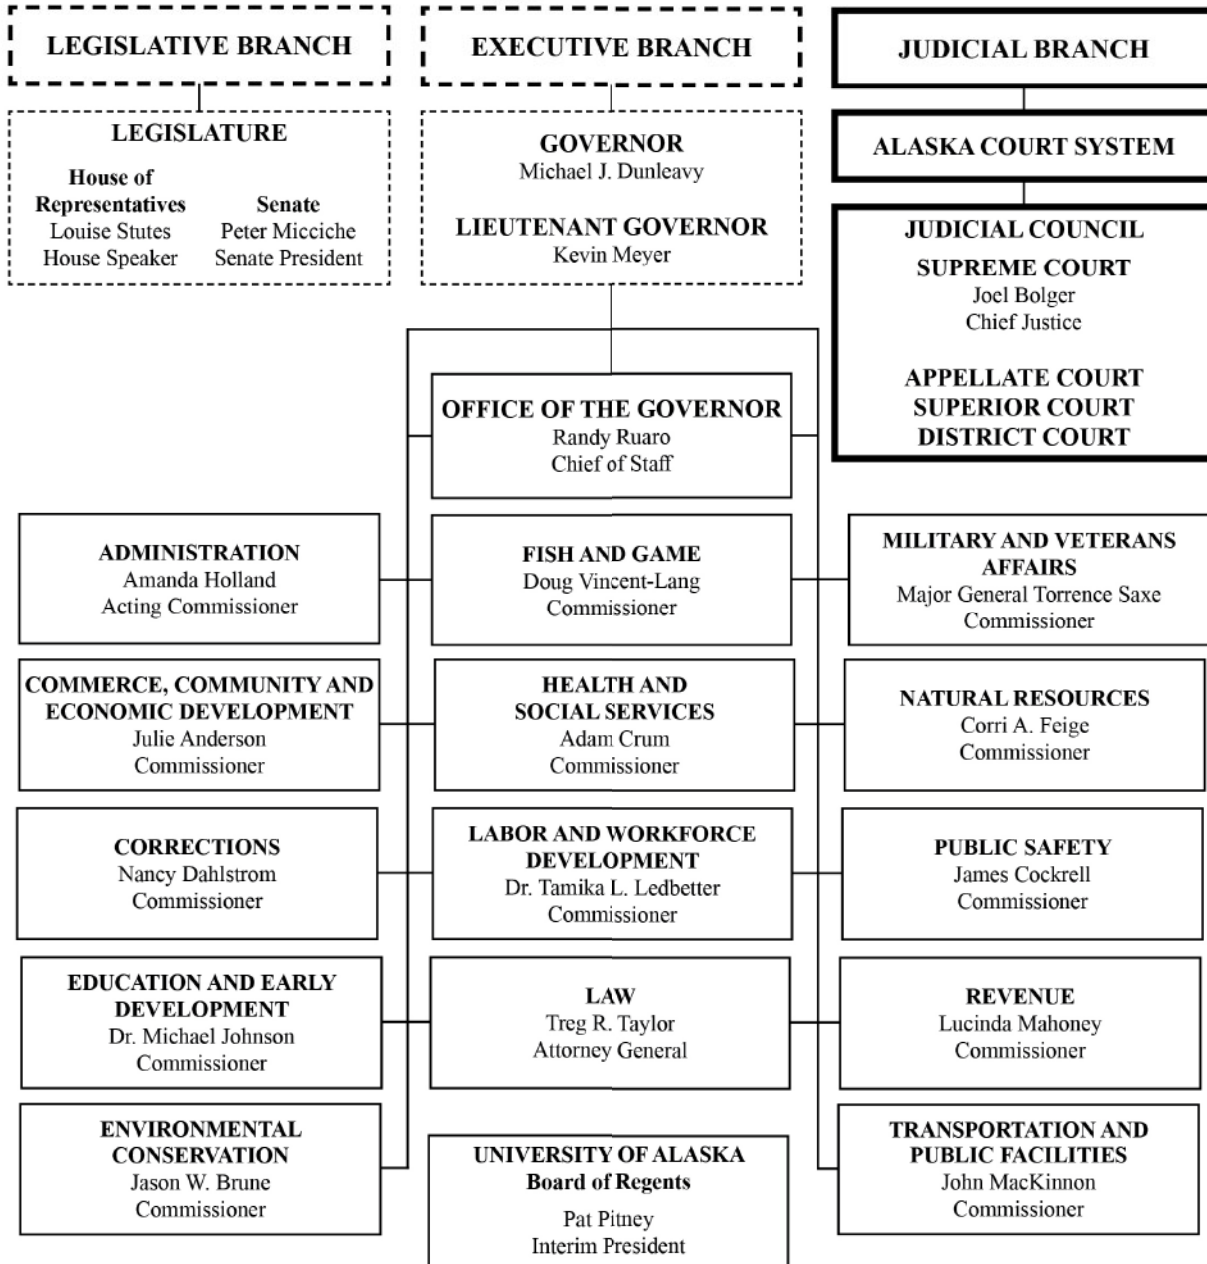 LEGISLATIVE BRANCH
LEGISLATURE
House of
Representatives
Louise Stutes
House Speaker
Senate
Peter Micciche
Senate President
EXECUTIVE BRANCH
GOVERNOR
Michael J. Dunleavy
LIEUTENANT GOVERNOR
Kevin Meyer
JUDICIAL BRANCH
ALASKA COURT SYSTEM
JUDICIAL COUNCIL
SUPREME COURT
Joel Bolger
Chief Justice
APPELLATE COURT
SUPERIOR COURT
DISTRICT COURT
OFFICE OF THE GOVERNOR
Randy Ruaro
Chief of Staff
ADMINISTRATION
Amanda Holland
Acting Commissioner
FISH AND GAME
Doug Vincent-Lang
Commissioner
MILITARY AND VETERANS
AFFAIRS
Major General Torrence Saxe
Commissioner
COMMERCE, COMMUNITY AND
ECONOMIC DEVELOPMENT
Julie Anderson
Commissioner
HEALTH AND
SOCIAL SERVICES
Adam Crum
Commissioner
NATURAL RESOURCES
Corri A. Feige
Commissioner
CORRECTIONS
Nancy Dahlstrom
Commissioner
LABOR AND WORKFORCE
DEVELOPMENT
Dr. Tamika L. Ledbetter
Commissioner
PUBLIC SAFETY
James Cockrell
Commissioner
EDUCATION AND EARLY
DEVELOPMENT
Dr. Michael Johnson
Commissioner
LAW
Treg R. Taylor
Attorney General
REVENUE
Lucinda Mahoney
Commissioner
ENVIRONMENTAL
CONSERVATION
Jason W. Brune
Commissioner
UNIVERSITY OF ALASKA
Board of Regents
Pat Pitney
Interim President
TRANSPORTATION AND
PUBLIC FACILITIES
John MacKinnon
Commissioner